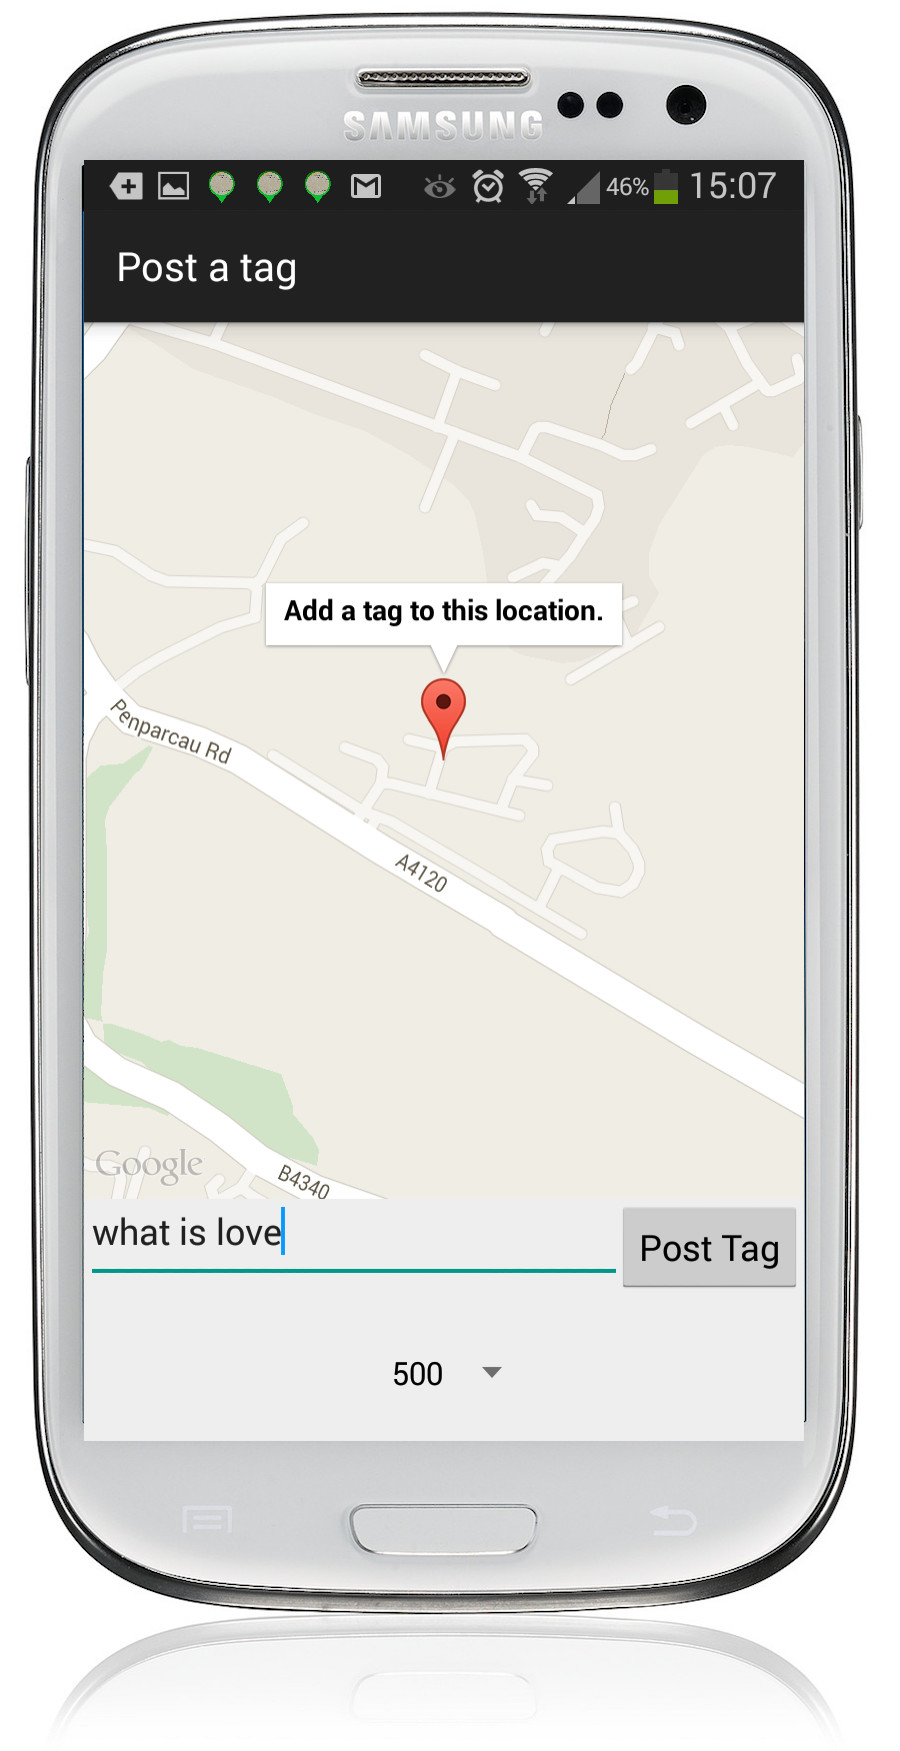 SAMSUNG
46% 15:07
Post a tag
Add a tag to this location.
Penparcau Rd
A4120
B4340
Google
what is love
Post Tag
500